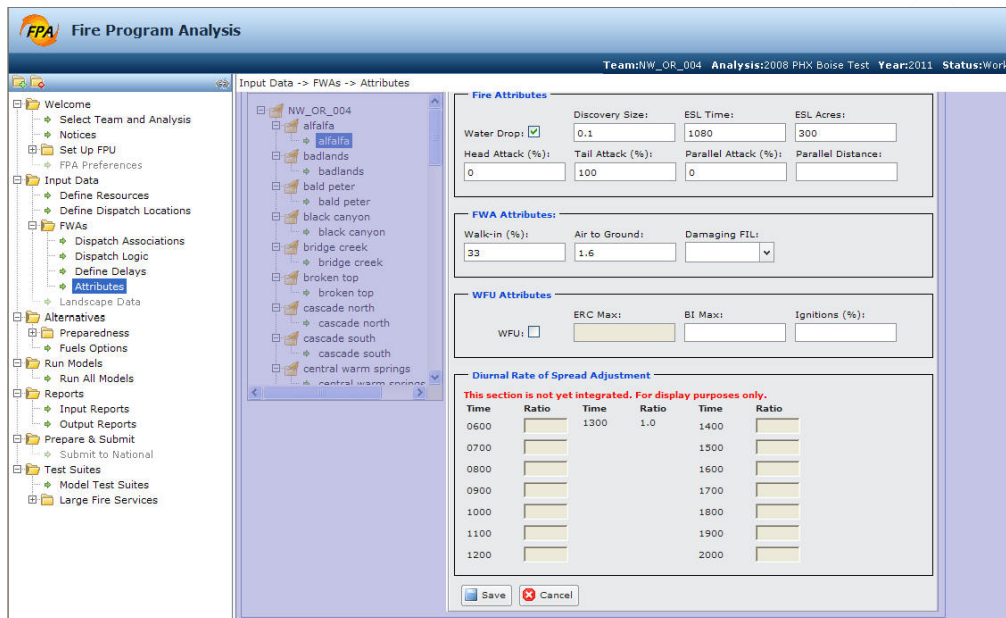 FPA Fire Program Analysis
Team:NW_OR_004 Analysis:2008 PHX Boise Test Year:2011 Status:Work
Welcome
Select Team and Analysis
Notices
Set Up FPU
FPA Preferences
Input Data
Define Resources
Define Dispatch Locations
FWAs
Dispatch Associations
Dispatch Logic
Define Delays
Attributes
Landscape Data
Alternatives
Preparedness
Fuels Options
Run Models
Run All Models
Reports
Input Reports
Output Reports
Prepare & Submit
Submit to National
Test Suites
Model Test Suites
Large Fire Services
Input Data -> FWAs -> Attributes
NW_OR_004
alfalfa
alfalfa
badlands
badlands
bald peter
bald peter
black canyon
black canyon
bridge creek
bridge creek
broken top
broken top
cascade north
cascade north
cascade south
cascade south
central warm springs
central warm springs
Fire Attributes
Discovery Size: ESL Time: ESL Acres:
Water Drop: 0.1 1080 300
Head Attack (%): Tail Attack (%): Parallel Attack (%): Parallel Distance:
0 100 0
FWA Attributes:
Walk-in (%): Air to Ground: Damaging FIL:
33 1.6
WFU Attributes
ERC Max: BI Max: Ignitions (%):
WFU:
Diurnal Rate of Spread Adjustment
This section is not yet integrated. For display purposes only.
Time Ratio Time Ratio Time Ratio
0600 1300 1.0 1400
0700 1500
0800 1600
0900 1700
1000 1800
1100 1900
1200 2000
Save Cancel